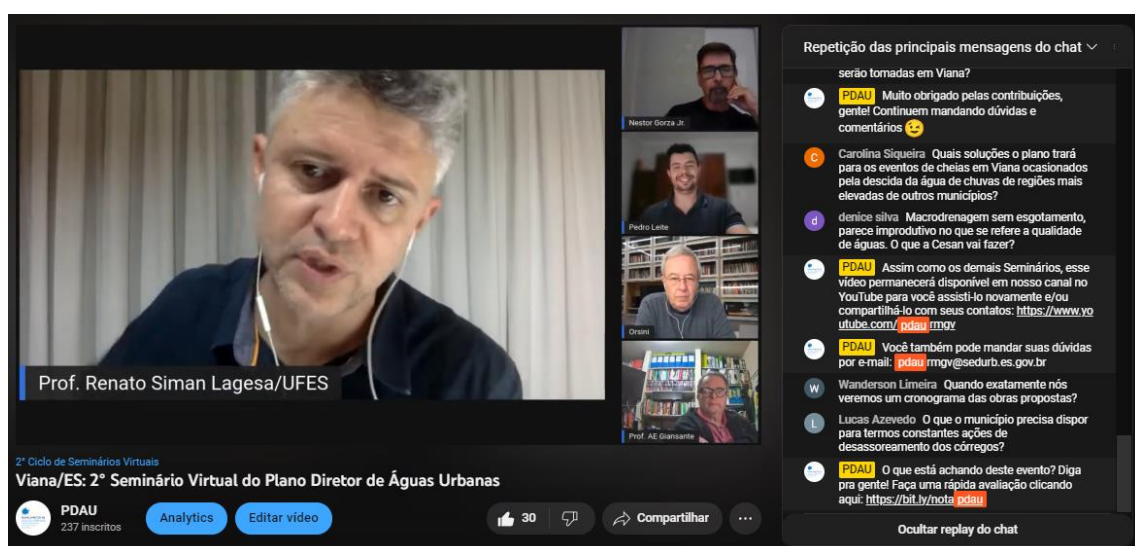 Nestor Gorza Jr.
Pedro Leite
Orsini
Prof. AE Giansante
Prof. Renato Siman Lagesa/UFES
2° Ciclo de Seminários Virtuais
Viana/ES: 2° Seminário Virtual do Plano Diretor de Águas Urbanas
PDAU
237 inscritos
Analytics
Editar vídeo
30
Compartilhar
Repetição das principais mensagens do chat
serão tomadas em Viana?
PDAU Muito obrigado pelas contribuições,
gente! Continuem mandando dúvidas e
comentários 😉
C Carolina Siqueira Quais soluções o plano trará
para os eventos de cheias em Viana ocasionados
pela descida da água de chuvas de regiões mais
elevadas de outros municípios?
d denice silva Macrodrenagem sem esgotamento,
parece improdutivo no que se refere a qualidade
de águas. O que a Cesan vai fazer?
PDAU Assim como os demais Seminários, esse
vídeo permanecerá disponível em nosso canal no
YouTube para você assisti-lo novamente e/ou
compartilhá-lo com seus contatos: https://www.yo
utube.com/pdaurmgv
PDAU Você também pode mandar suas dúvidas
por e-mail: pdaurmgv@sedurb.es.gov.br
W Wanderson Limeira Quando exatamente nós
veremos um cronograma das obras propostas?
L Lucas Azevedo O que o município precisa dispor
para termos constantes ações de
desassoreamento dos córregos?
PDAU O que está achando deste evento? Diga
pra gente! Faça uma rápida avaliação clicando
aqui: https://bit.ly/notapdau
Ocultar replay do chat